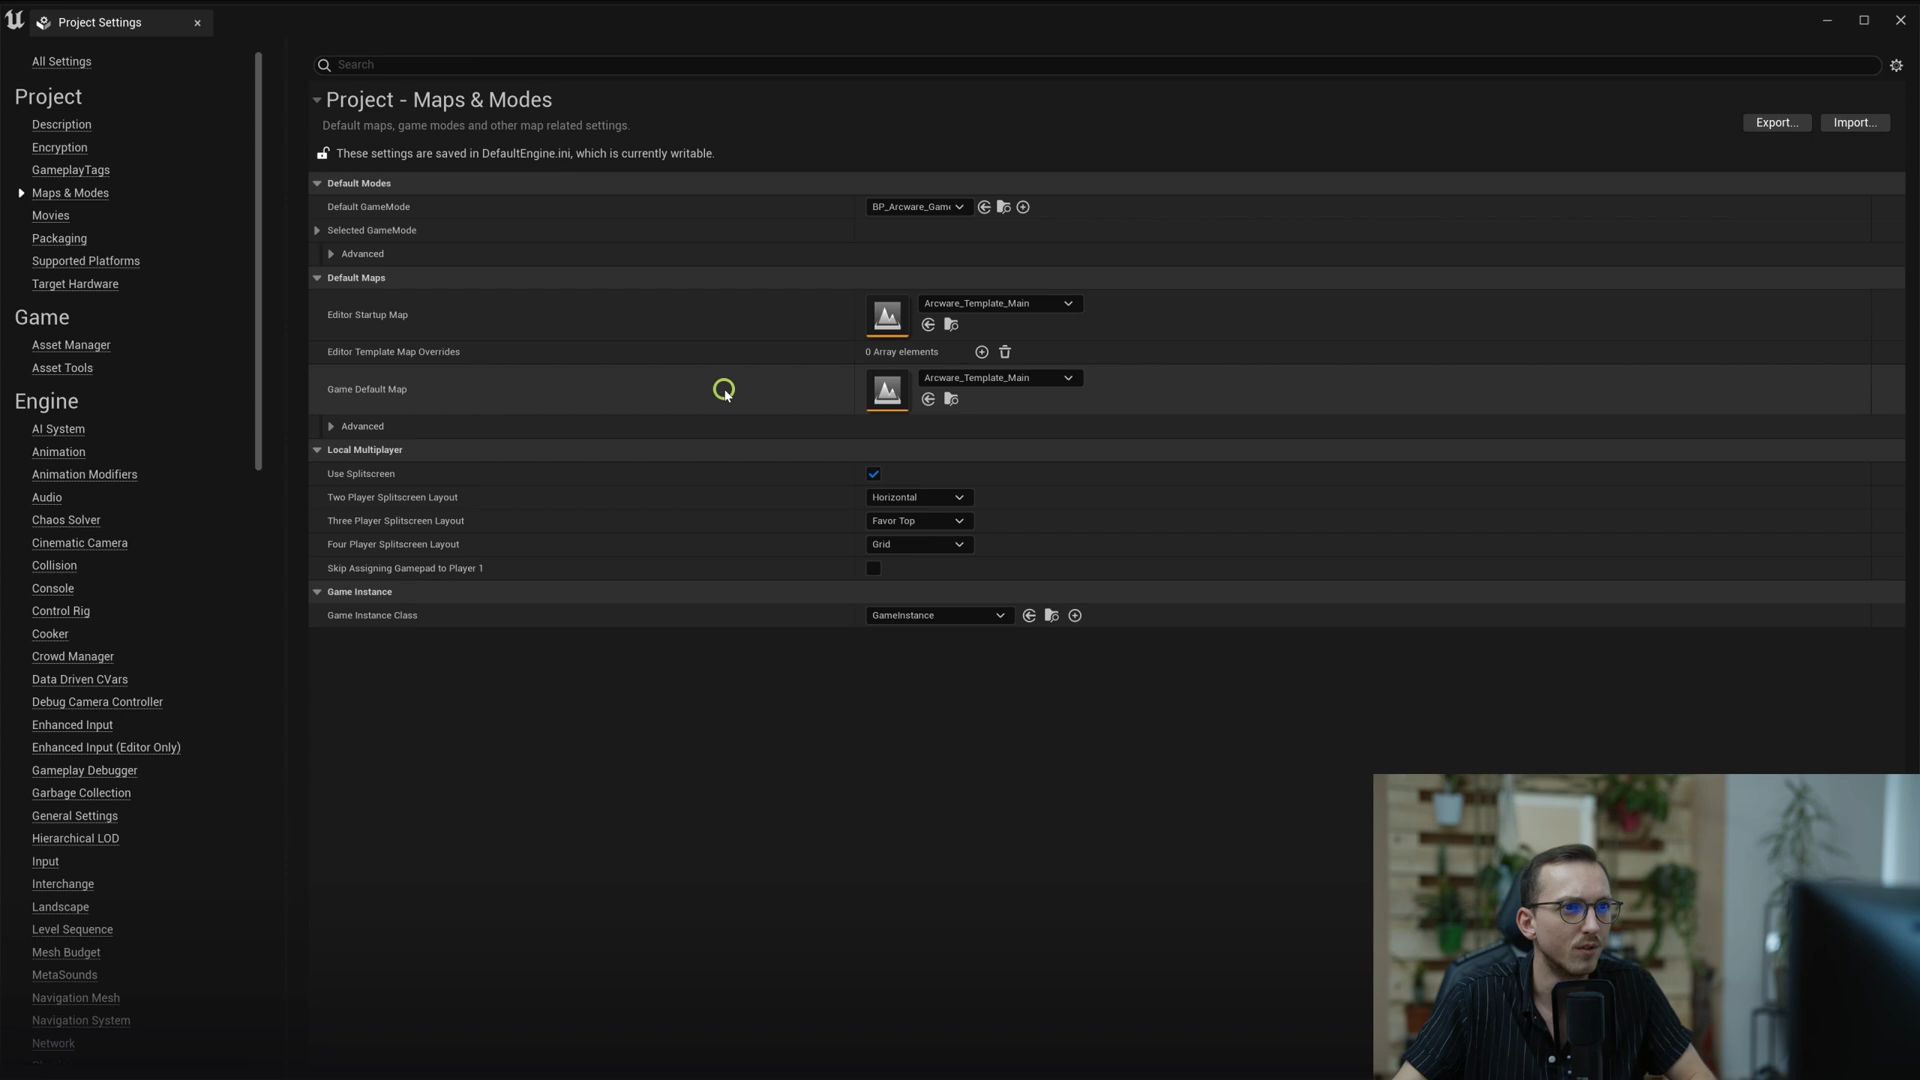 Project Settings
All Settings
Project
Description
Encryption
GameplayTags
Maps & Modes
Movies
Packaging
Supported Platforms
Target Hardware
Game
Asset Manager
Asset Tools
Engine
AI System
Animation
Animation Modifiers
Audio
Chaos Solver
Cinematic Camera
Collision
Console
Control Rig
Cooker
Crowd Manager
Data Driven CVars
Debug Camera Controller
Enhanced Input
Enhanced Input (Editor Only)
Gameplay Debugger
Garbage Collection
General Settings
Hierarchical LOD
Input
Interchange
Landscape
Level Sequence
Mesh Budget
MetaSounds
Navigation Mesh
Navigation System
Network
Search
Project - Maps & Modes
Default maps, game modes and other map related settings.
Export... Import...
These settings are saved in DefaultEngine.ini, which is currently writable.
Default Modes
Default GameMode BP_Arcware_Game
Selected GameMode
Advanced
Default Maps
Editor Startup Map Arcware_Template_Main
Editor Template Map Overrides 0 Array elements
Game Default Map Arcware_Template_Main
Advanced
Local Multiplayer
Use Splitscreen
Two Player Splitscreen Layout Horizontal
Three Player Splitscreen Layout Favor Top
Four Player Splitscreen Layout Grid
Skip Assigning Gamepad to Player 1
Game Instance
Game Instance Class GameInstance